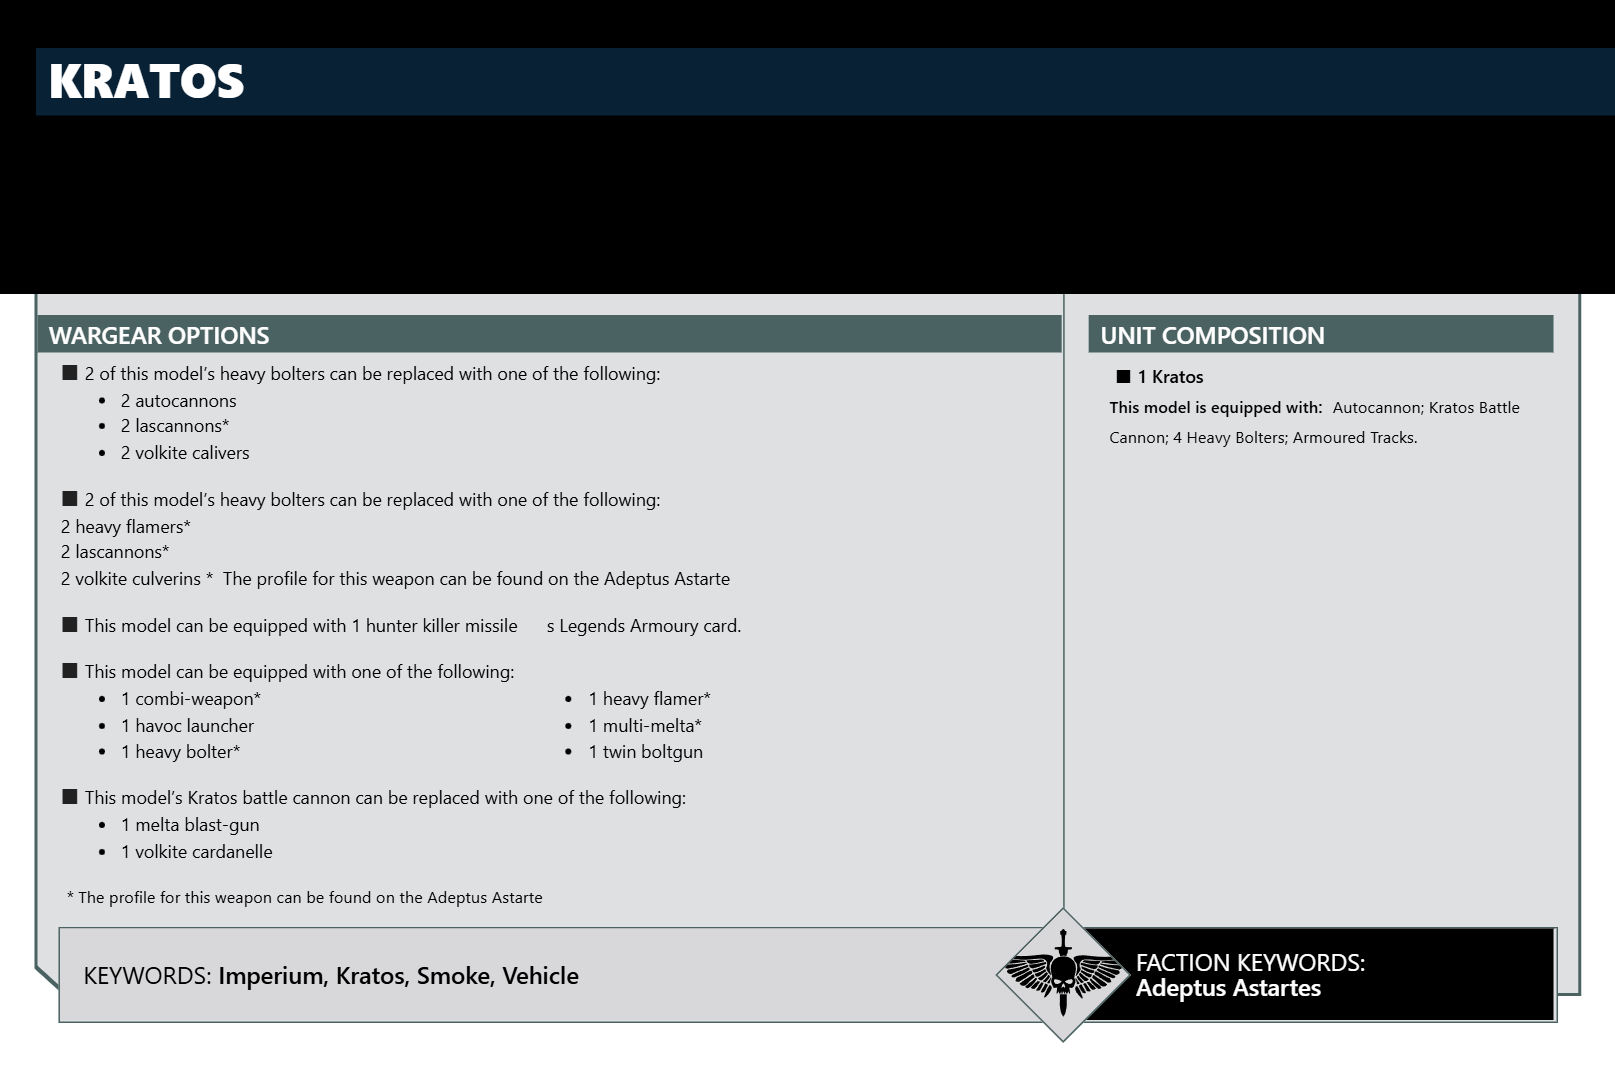 KRATOS
WARGEAR OPTIONS
■ 2 of this model’s heavy bolters can be replaced with one of the following:
• 2 autocannons
• 2 lascannons*
• 2 volkite calivers
■ 2 of this model’s heavy bolters can be replaced with one of the following:
2 heavy flamers*
2 lascannons*
2 volkite culverins * The profile for this weapon can be found on the Adeptus Astarte
■ This model can be equipped with 1 hunter killer missile s Legends Armoury card.
■ This model can be equipped with one of the following:
• 1 combi-weapon*
• 1 havoc launcher
• 1 heavy bolter*
• 1 heavy flamer*
• 1 multi-melta*
• 1 twin boltgun
■ This model’s Kratos battle cannon can be replaced with one of the following:
• 1 melta blast-gun
• 1 volkite cardanelle
* The profile for this weapon can be found on the Adeptus Astarte
UNIT COMPOSITION
■ 1 Kratos
This model is equipped with: Autocannon; Kratos Battle
Cannon; 4 Heavy Bolters; Armoured Tracks.
KEYWORDS: Imperium, Kratos, Smoke, Vehicle
FACTION KEYWORDS:
Adeptus Astartes